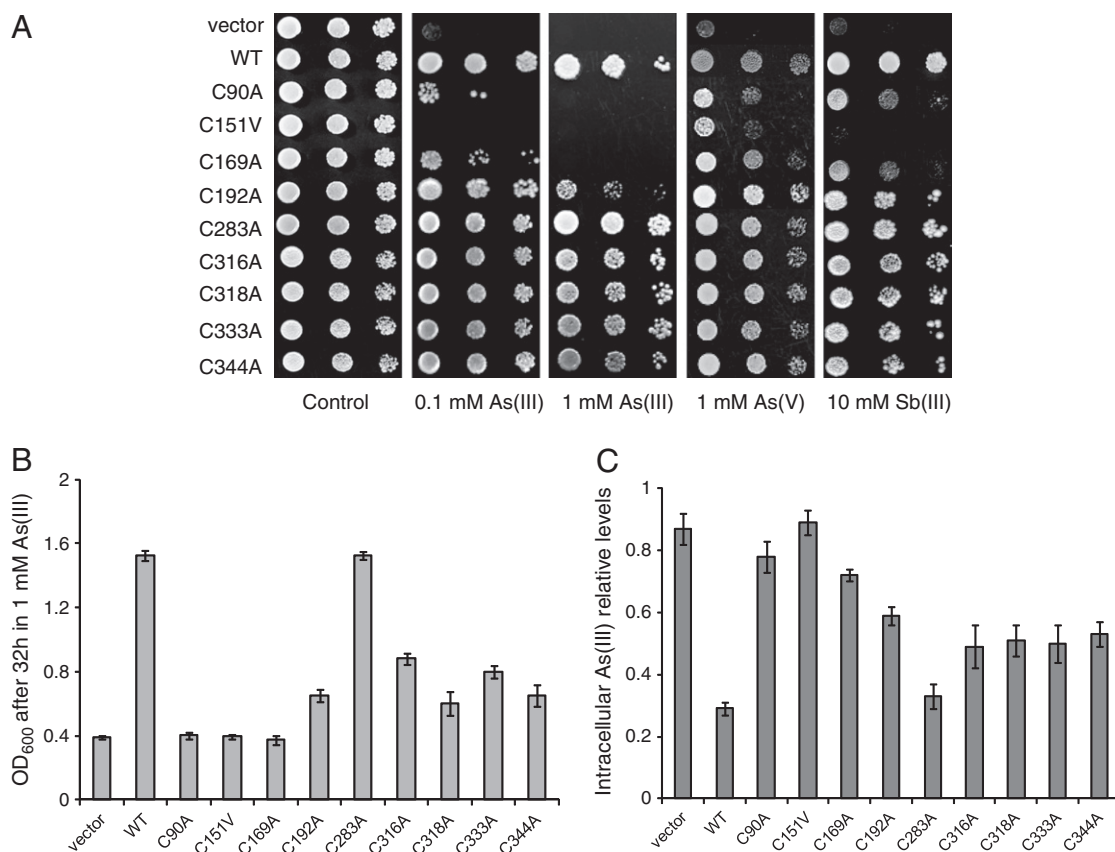 A
vector
WT
C90A
C151V
C169A
C192A
C283A
C316A
C318A
C333A
C344A
Control
0.1 mM As(III)
1 mM As(III)
1 mM As(V)
10 mM Sb(III)
B
OD600 after 32h in 1 mM As(III)
2
1.6
1.2
0.8
0.4
0
vector
WT
C90A
C151V
C169A
C192A
C283A
C316A
C318A
C333A
C344A
C
Intracellular As(III) relative levels
1
0.8
0.6
0.4
0.2
0
vector
WT
C90A
C151V
C169A
C192A
C283A
C316A
C318A
C333A
C344A